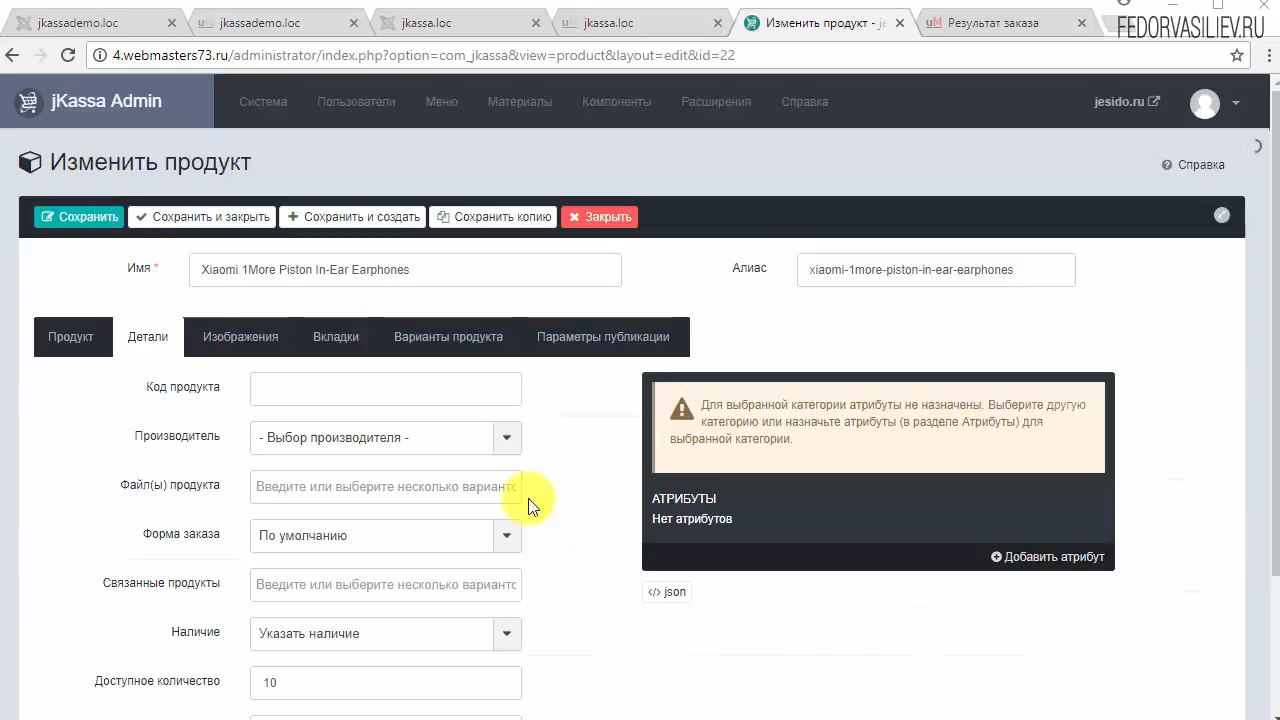 jkassademo.loc
jkassademo.loc
jkassa.loc
jkassa.loc
Изменить продукт - je
Результат заказа
FEDORVASILIEV.RU
4.webmasters73.ru/administrator/index.php?option=com_jkassa&view=product&layout=edit&id=22
jKassa Admin
Система
Пользователи
Меню
Материалы
Компоненты
Расширения
Справка
jesido.ru
Изменить продукт
Справка
Сохранить
Сохранить и закрыть
Сохранить и создать
Сохранить копию
Закрыть
Имя *
Xiaomi 1More Piston In-Ear Earphones
Алиас
xiaomi-1more-piston-in-ear-earphones
Продукт
Детали
Изображения
Вкладки
Варианты продукта
Параметры публикации
Код продукта
Производитель
- Выбор производителя -
Файл(ы) продукта
Введите или выберите несколько варианто
Форма заказа
По умолчанию
Связанные продукты
Введите или выберите несколько варианто
Наличие
Указать наличие
Доступное количество
10
Для выбранной категории атрибуты не назначены. Выберите другую
категорию или назначьте атрибуты (в разделе Атрибуты) для
выбранной категории.
АТРИБУТЫ
Нет атрибутов
Добавить атрибут
</> json